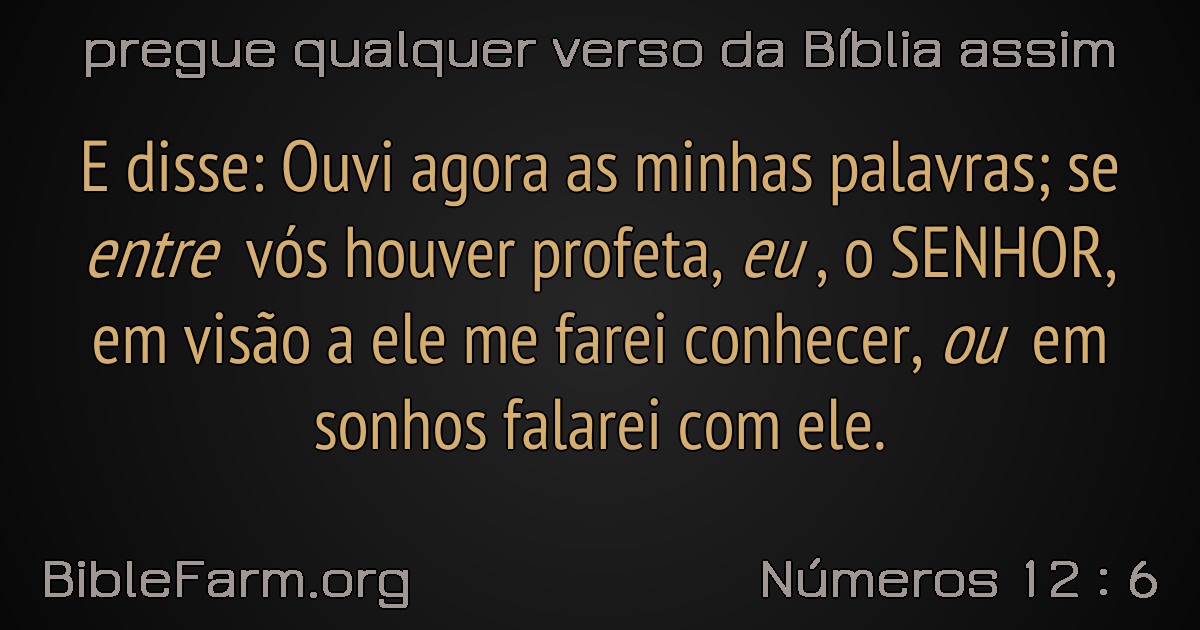 pregue qualquer verso da Bíblia assim
E disse: Ouvi agora as minhas palavras; se
entre vós houver profeta, eu , o SENHOR,
em visão a ele me farei conhecer, ou em
sonhos falarei com ele.
BibleFarm.org
Números 12 : 6